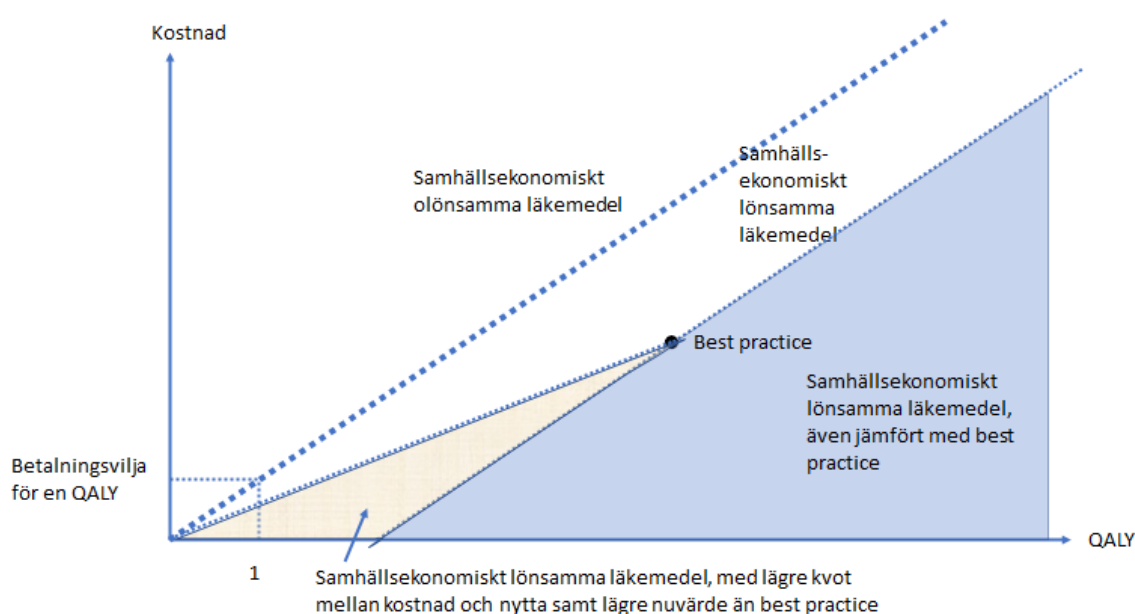 Kostnad
Samhällsekonomiskt
olönsamma läkemedel
Samhälls-
ekonomiskt
lönsamma
läkemedel
Best practice
Samhällsekonomiskt
lönsamma läkemedel,
även jämfört med best
practice
Betalningsvilja
för en QALY
QALY
1
Samhällsekonomiskt lönsamma läkemedel, med lägre kvot
mellan kostnad och nytta samt lägre nuvärde än best practice